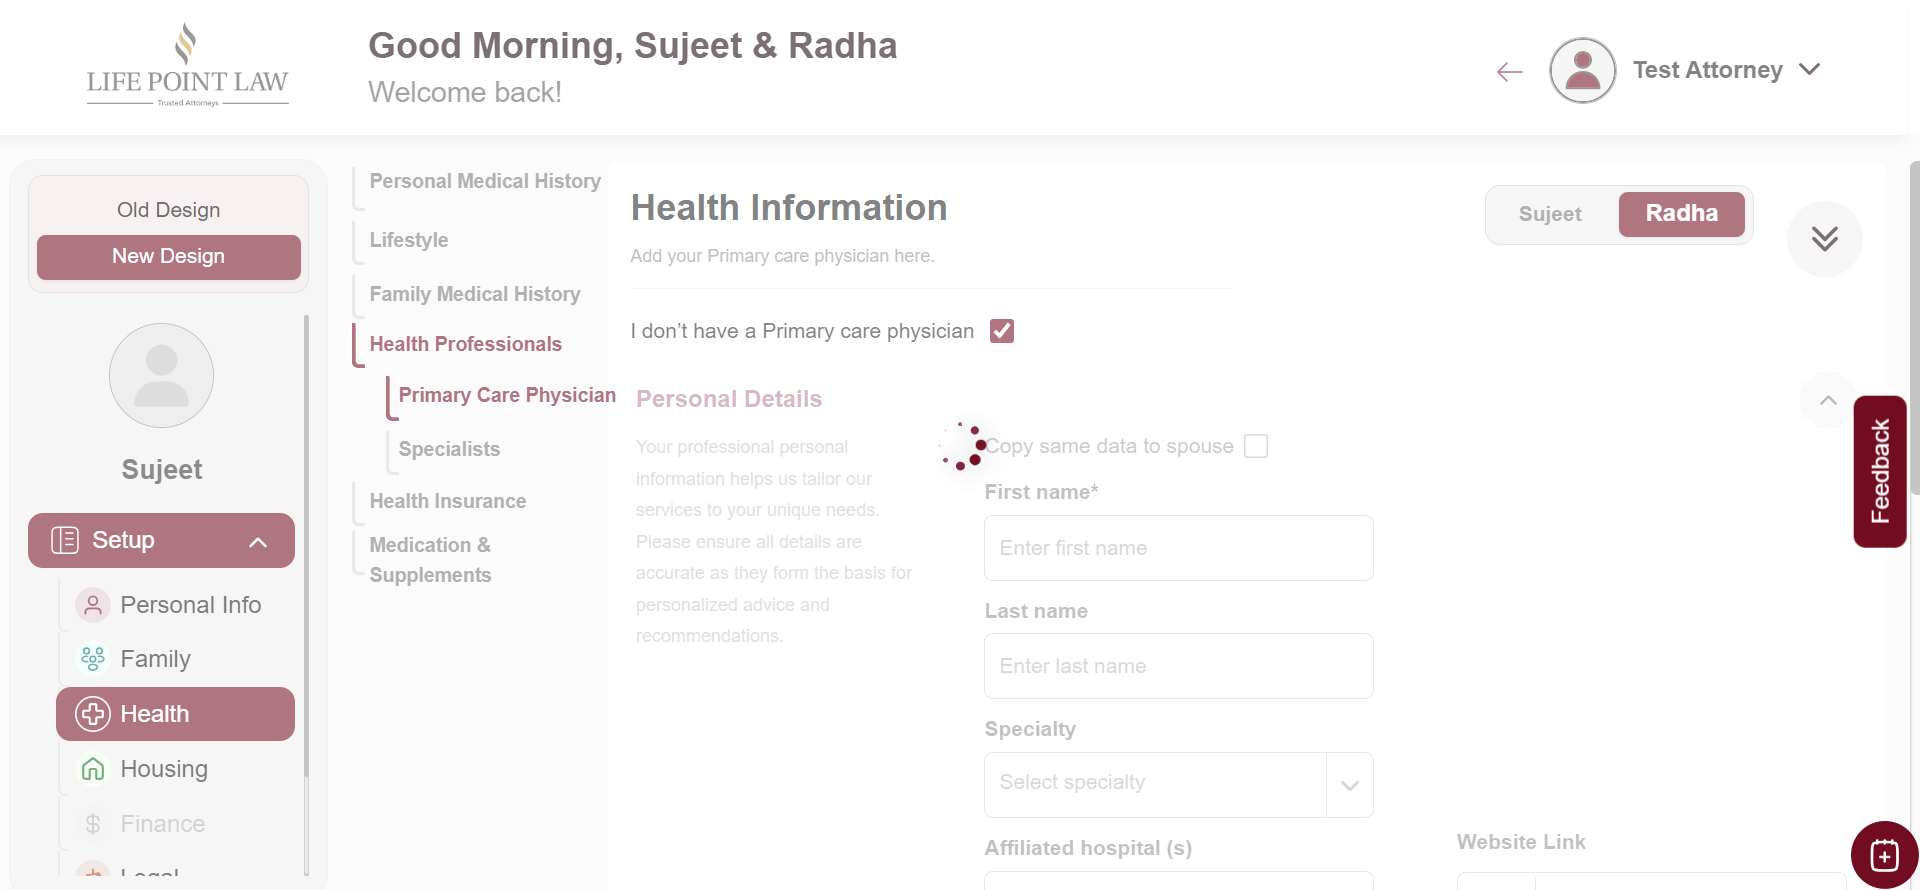 LIFE POINT LAW
Trusted Attorneys
Good Morning, Sujeet & Radha
Welcome back!
Test Attorney
Old Design
New Design
Sujeet
Setup
Personal Info
Family
Health
Housing
Finance
Legal
Personal Medical History
Lifestyle
Family Medical History
Health Professionals
Primary Care Physician
Specialists
Health Insurance
Medication &
Supplements
Health Information
Add your Primary care physician here.
Sujeet
Radha
I don’t have a Primary care physician
Personal Details
Your professional personal
information helps us tailor our
services to your unique needs.
Please ensure all details are
accurate as they form the basis for
personalized advice and
recommendations.
Copy same data to spouse
First name*
Enter first name
Last name
Enter last name
Specialty
Select specialty
Affiliated hospital (s)
Website Link
Feedback